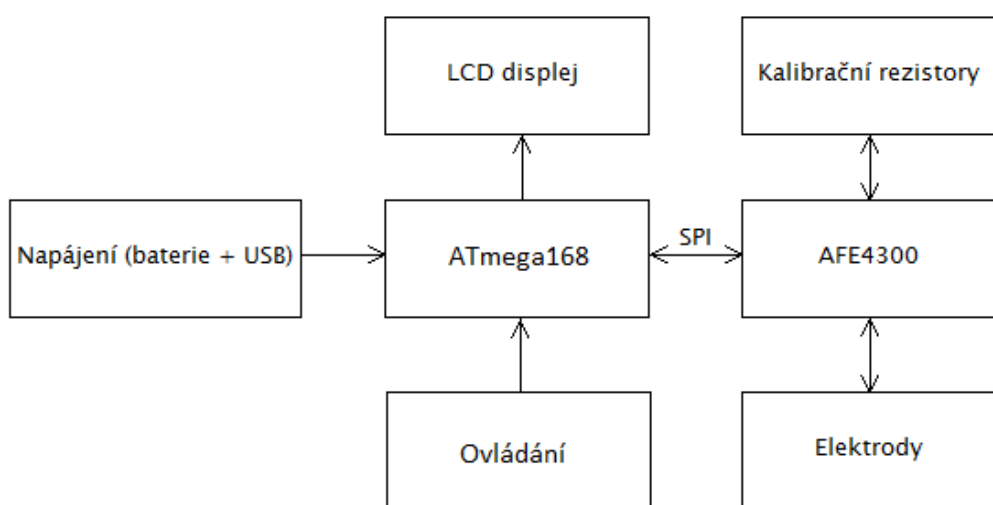 LCD displej
Kalibrační rezistory
Napájení (baterie + USB)
ATmega168
SPI
AFE4300
Ovládání
Elektrody